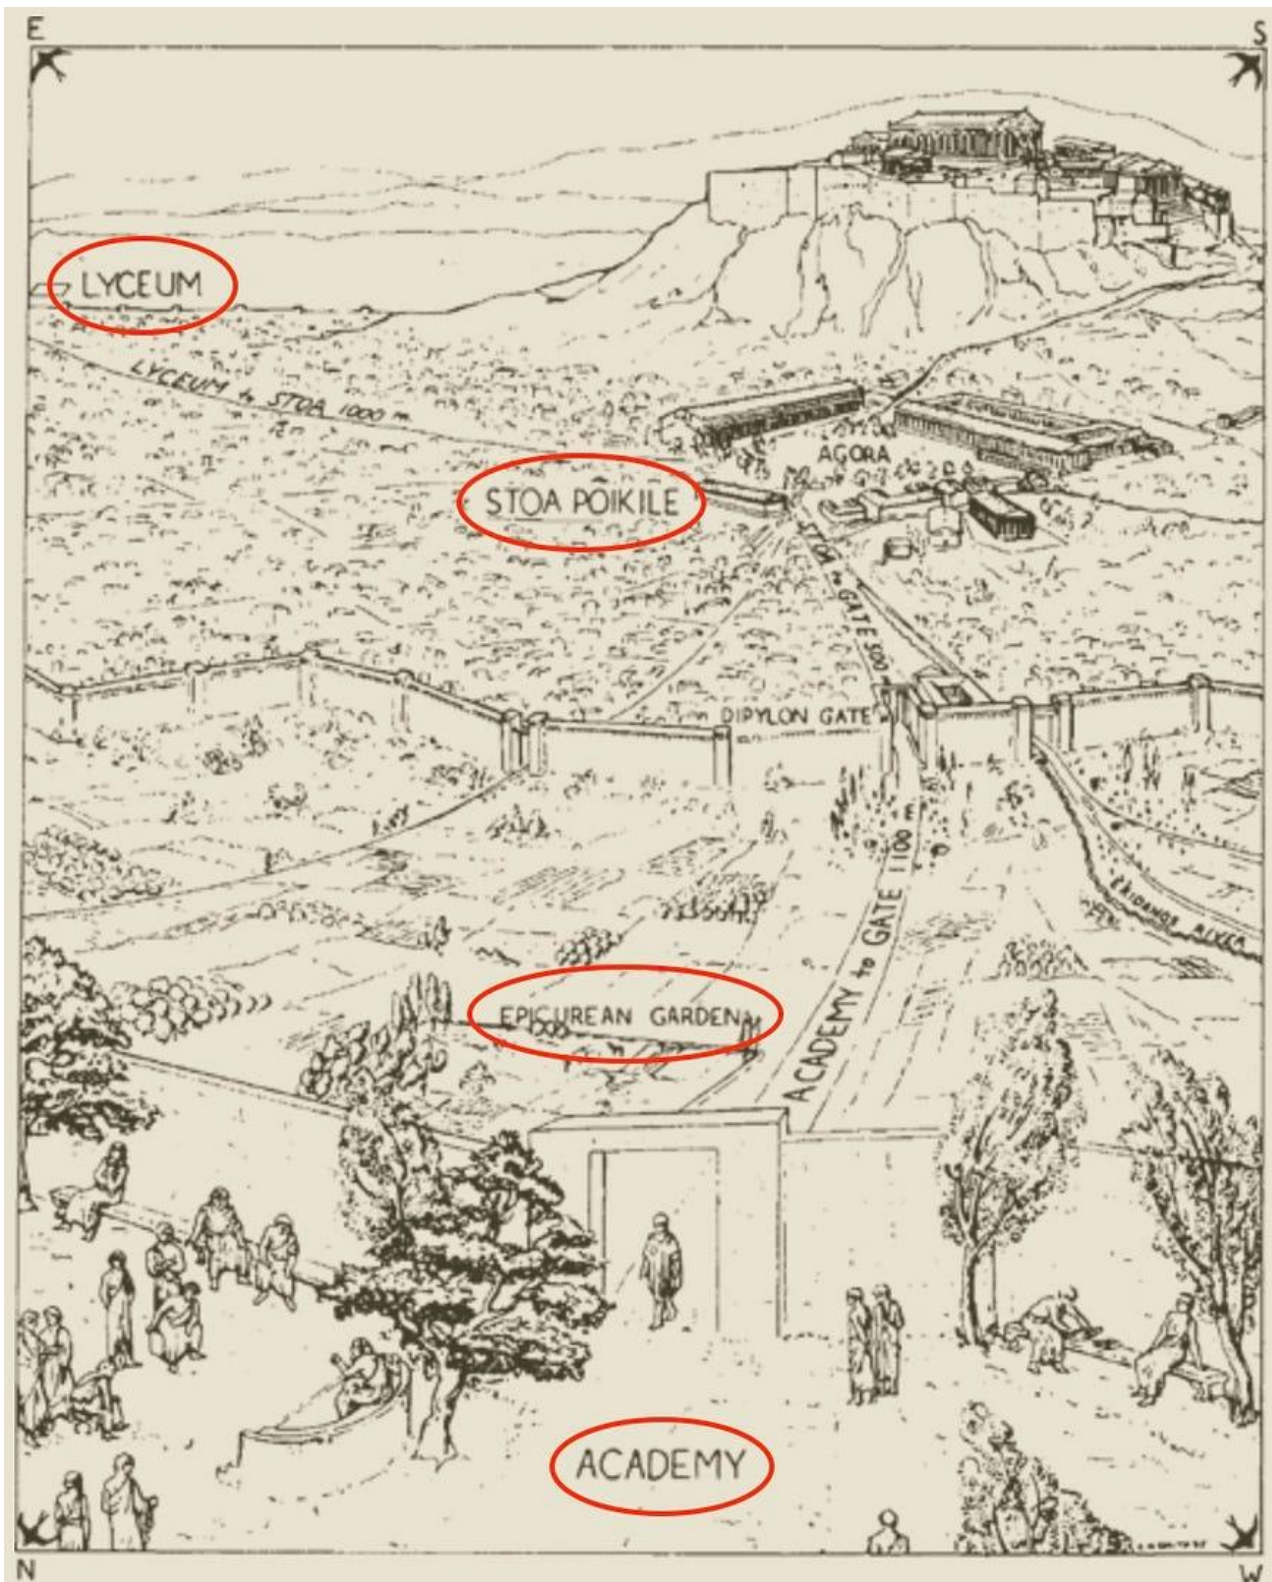 E
S
LYCEUM
LYCEUM to STOA 1000 m
AGORA
STOA POIKILE
STOA to GATE 500
DIPYLON GATE
ACADEMY to GATE 1100
ERIDANOS RIVER
EPICUREAN GARDEN
ACADEMY
N
W